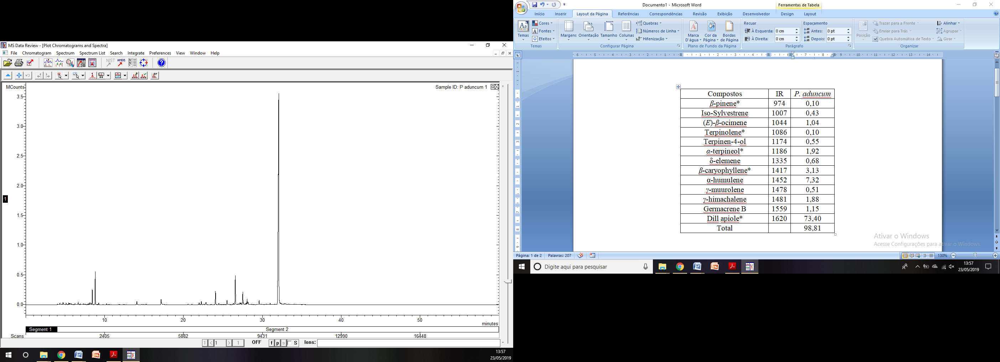 MS Data Review - [Plot Chromatograms and Spectra]
File Chromatogram Spectrum Spectrum List Search Integrate Preferences View Window Help
NIST AMDIS
BP
MCounts
Sample ID: P aduncum 1
3.5
3.0
2.5
2.0
1
1.5
1.0
0.5
0.0
10 20 30 40 50
minutes
Segment 1 Segment 2
Scans 2405 5882 9431 12990 16448
1 < 1 > 1 OFF f p s S Ions:
13:57
23/05/2019
Documento1 - Microsoft Word Ferramentas de Tabela
Início Inserir Layout da Página Referências Correspondências Revisão Exibição Desenvolvedor Design Layout
Aa Temas
Cores
Fontes
Efeitos
Temas
Margens Orientação Tamanho Colunas
Quebras
Números de Linha
Hifenização
Configurar Página
Marca D'água Cor da Página Bordas de Página
Plano de Fundo da Página
Recuar Espaçamento
À Esquerda: 0 cm Antes: 0 pt
À Direita: 0 cm Depois: 0 pt
Parágrafo
Posição
Trazer para a Frente
Enviar para Trás
Quebra Automática de Texto
Alinhar
Agrupar
Girar
Organizar
Compostos IR P. aduncum
β-pinene* 974 0,10
Iso-Sylvestrene 1007 0,43
(E)-β-ocimene 1044 1,04
Terpinolene* 1086 0,10
Terpinen-4-ol 1174 0,55
α-terpineol* 1186 1,92
δ-elemene 1335 0,68
β-caryophyllene* 1417 3,13
α-humulene 1452 7,32
γ-muurolene 1478 0,51
γ-himachalene 1481 1,88
Germacrene B 1559 1,15
Dill apiole* 1620 73,40
Total 98,81
Ativar o Windows
Acesse Configurações para ativar o Windows.
Página: 1 de 2 Palavras: 207 130%
Digite aqui para pesquisar
13:57
23/05/2019